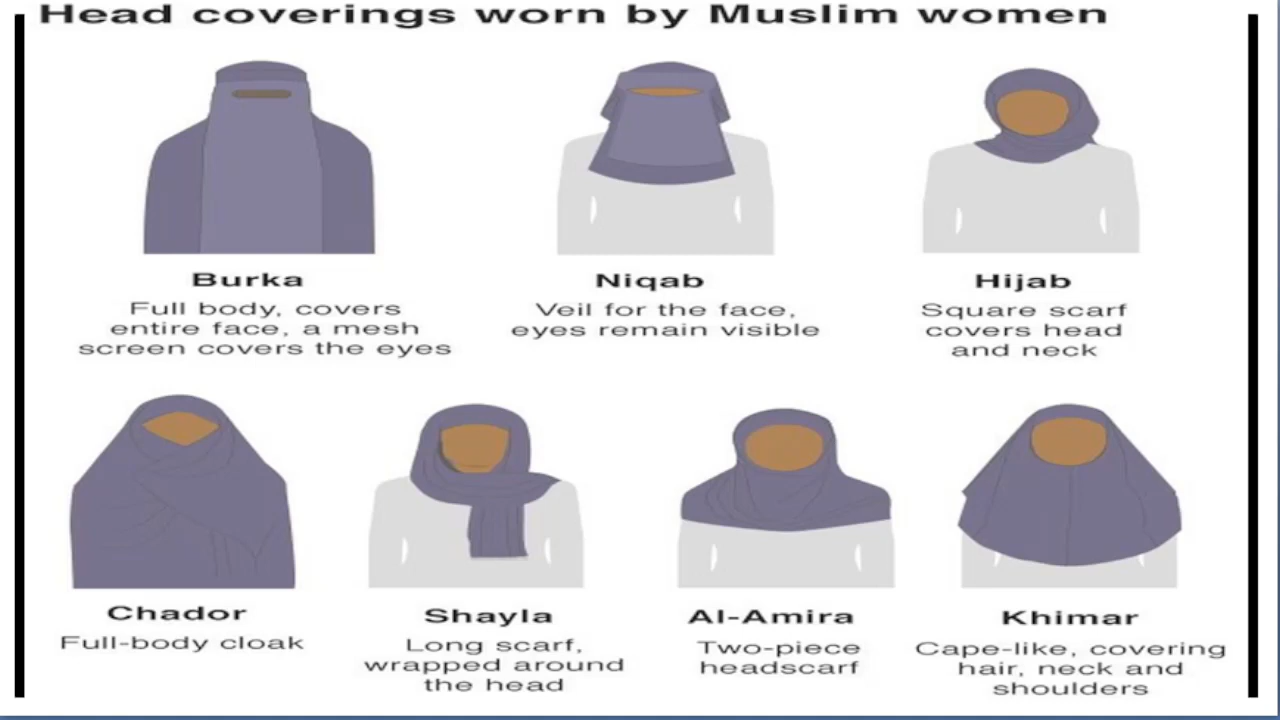 Head coverings worn by Muslim women
Burka
Full body, covers
entire face, a mesh
screen covers the eyes
Niqab
Veil for the face,
eyes remain visible
Hijab
Square scarf
covers head
and neck
Chador
Full-body cloak
Shayla
Long scarf,
wrapped around
the head
Al-Amira
Two-piece
headscarf
Khimar
Cape-like, covering
hair, neck and
shoulders